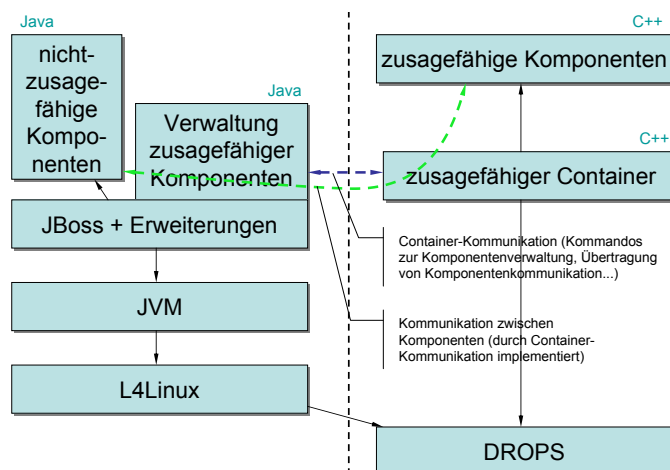 Java
nicht-
zusage-
fähige
Kompo-
nenten
Java
Verwaltung
zusagefähiger
Komponenten
JBoss + Erweiterungen
JVM
L4Linux
C++
zusagefähige Komponenten
C++
zusagefähiger Container
Container-Kommunikation (Kommandos
zur Komponentenverwaltung, Übertragung
von Komponentenkommunikation...)
Kommunikation zwischen
Komponenten (durch Container-
Kommunikation implementiert)
DROPS